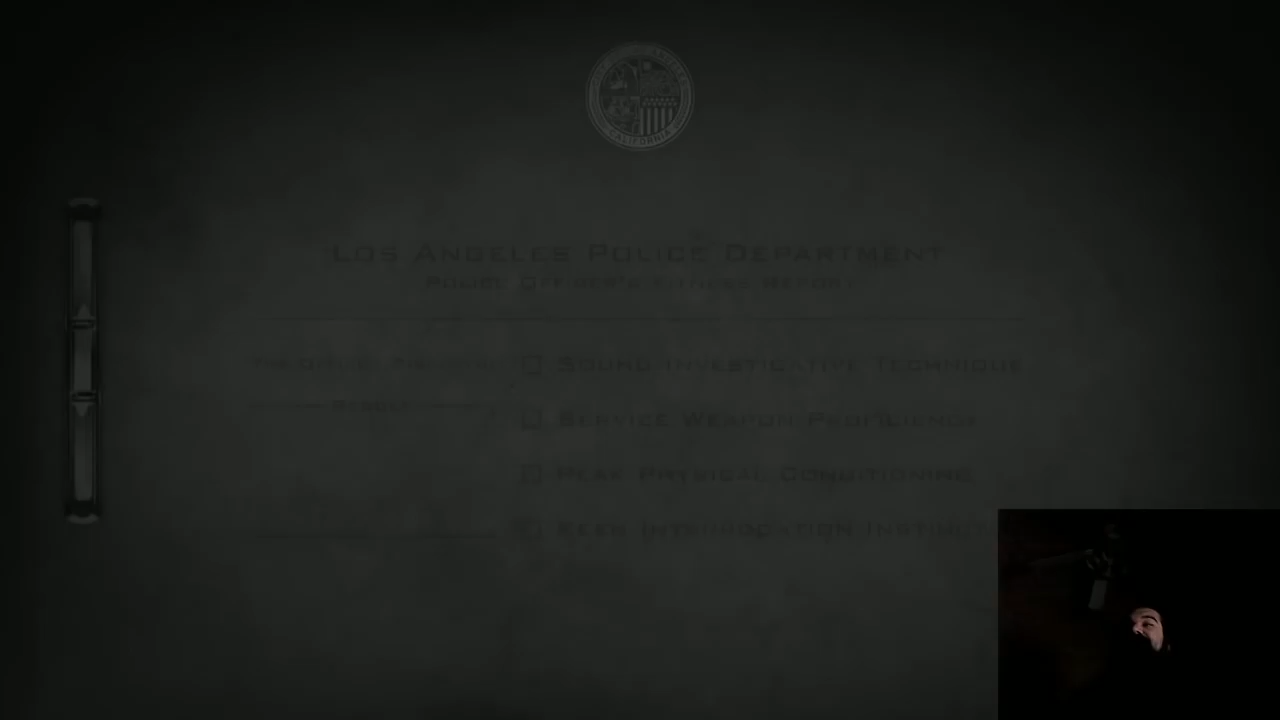 CALIFORNIA
LOS ANGELES POLICE DEPARTMENT
POLICE OFFICER'S FITNESS REPORT
SOUND INVESTIGATIVE TECHNIQUE
SERVICE WEAPON PROFICIENCY
PEAK PHYSICAL CONDITIONING
KEEN INTERROGATION INSTINCT